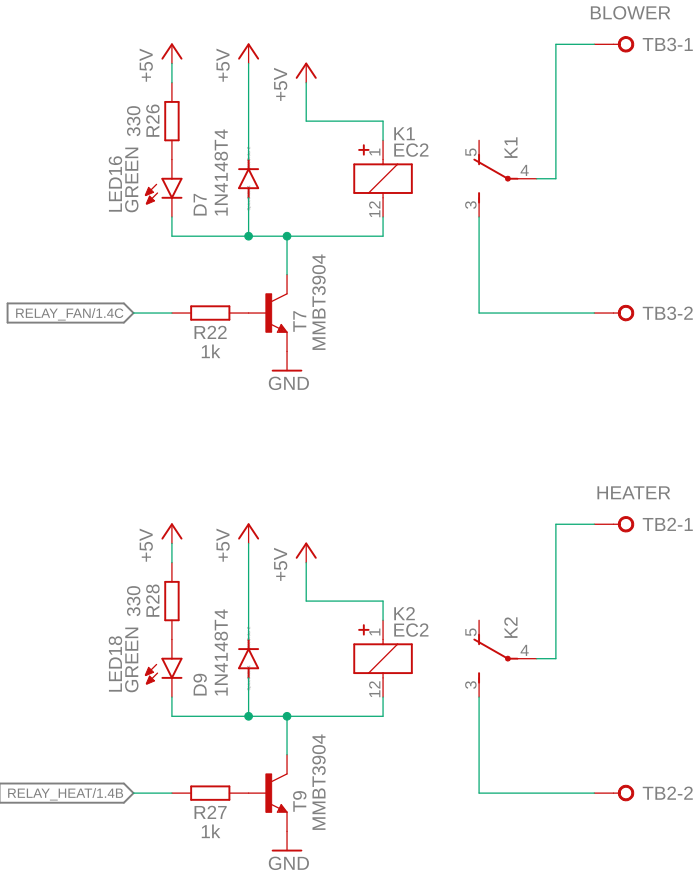 BLOWER
TB3-1
+5V
+5V
+5V
330
R26
LED16
GREEN
D7
1N4148T4
K1
EC2
+
1
12
5
K1
4
3
TB3-2
RELAY_FAN/1.4C
R22
1k
T7
MMBT3904
GND
HEATER
TB2-1
+5V
+5V
+5V
330
R28
LED18
GREEN
D9
1N4148T4
K2
EC2
+
1
12
5
K2
4
3
TB2-2
RELAY_HEAT/1.4B
R27
1k
T9
MMBT3904
GND